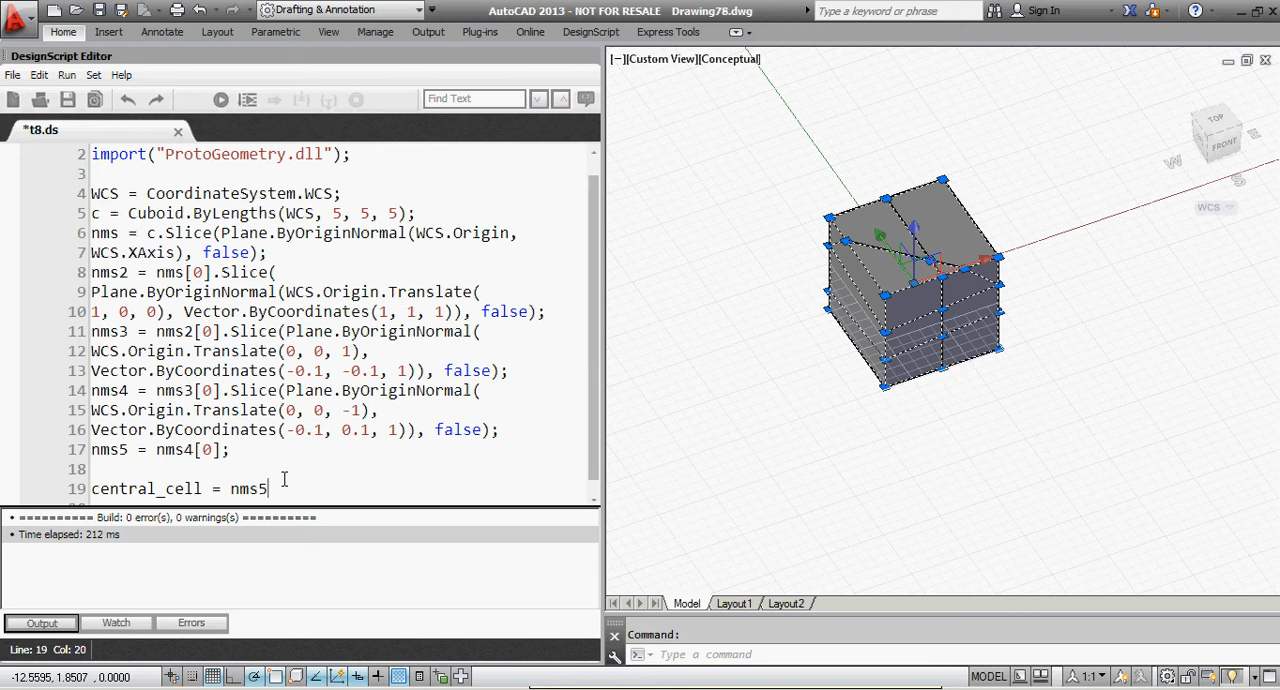 Drafting & Annotation
AutoCAD 2013 - NOT FOR RESALE Drawing78.dwg
Type a keyword or phrase
Sign In
Home Insert Annotate Layout Parametric View Manage Output Plug-ins Online DesignScript Express Tools
DesignScript Editor
File Edit Run Set Help
Find Text
*t8.ds
2 import("ProtoGeometry.dll");
3
4 WCS = CoordinateSystem.WCS;
5 c = Cuboid.ByLengths(WCS, 5, 5, 5);
6 nms = c.Slice(Plane.ByOriginNormal(WCS.Origin,
7 WCS.XAxis), false);
8 nms2 = nms[0].Slice(
9 Plane.ByOriginNormal(WCS.Origin.Translate(
10 1, 0, 0), Vector.ByCoordinates(1, 1, 1)), false);
11 nms3 = nms2[0].Slice(Plane.ByOriginNormal(
12 WCS.Origin.Translate(0, 0, 1),
13 Vector.ByCoordinates(-0.1, -0.1, 1)), false);
14 nms4 = nms3[0].Slice(Plane.ByOriginNormal(
15 WCS.Origin.Translate(0, 0, -1),
16 Vector.ByCoordinates(-0.1, 0.1, 1)), false);
17 nms5 = nms4[0];
18
19 central_cell = nms5
• ========== Build: 0 error(s), 0 warnings(s) ==========
• Time elapsed: 212 ms
Output Watch Errors
Line: 19 Col: 20
[−][Custom View][Conceptual]
TOP
FRONT
W
S
E
WCS
Model Layout1 Layout2
Command:
Type a command
-12.5595, 1.8507, 0.0000
MODEL
1:1